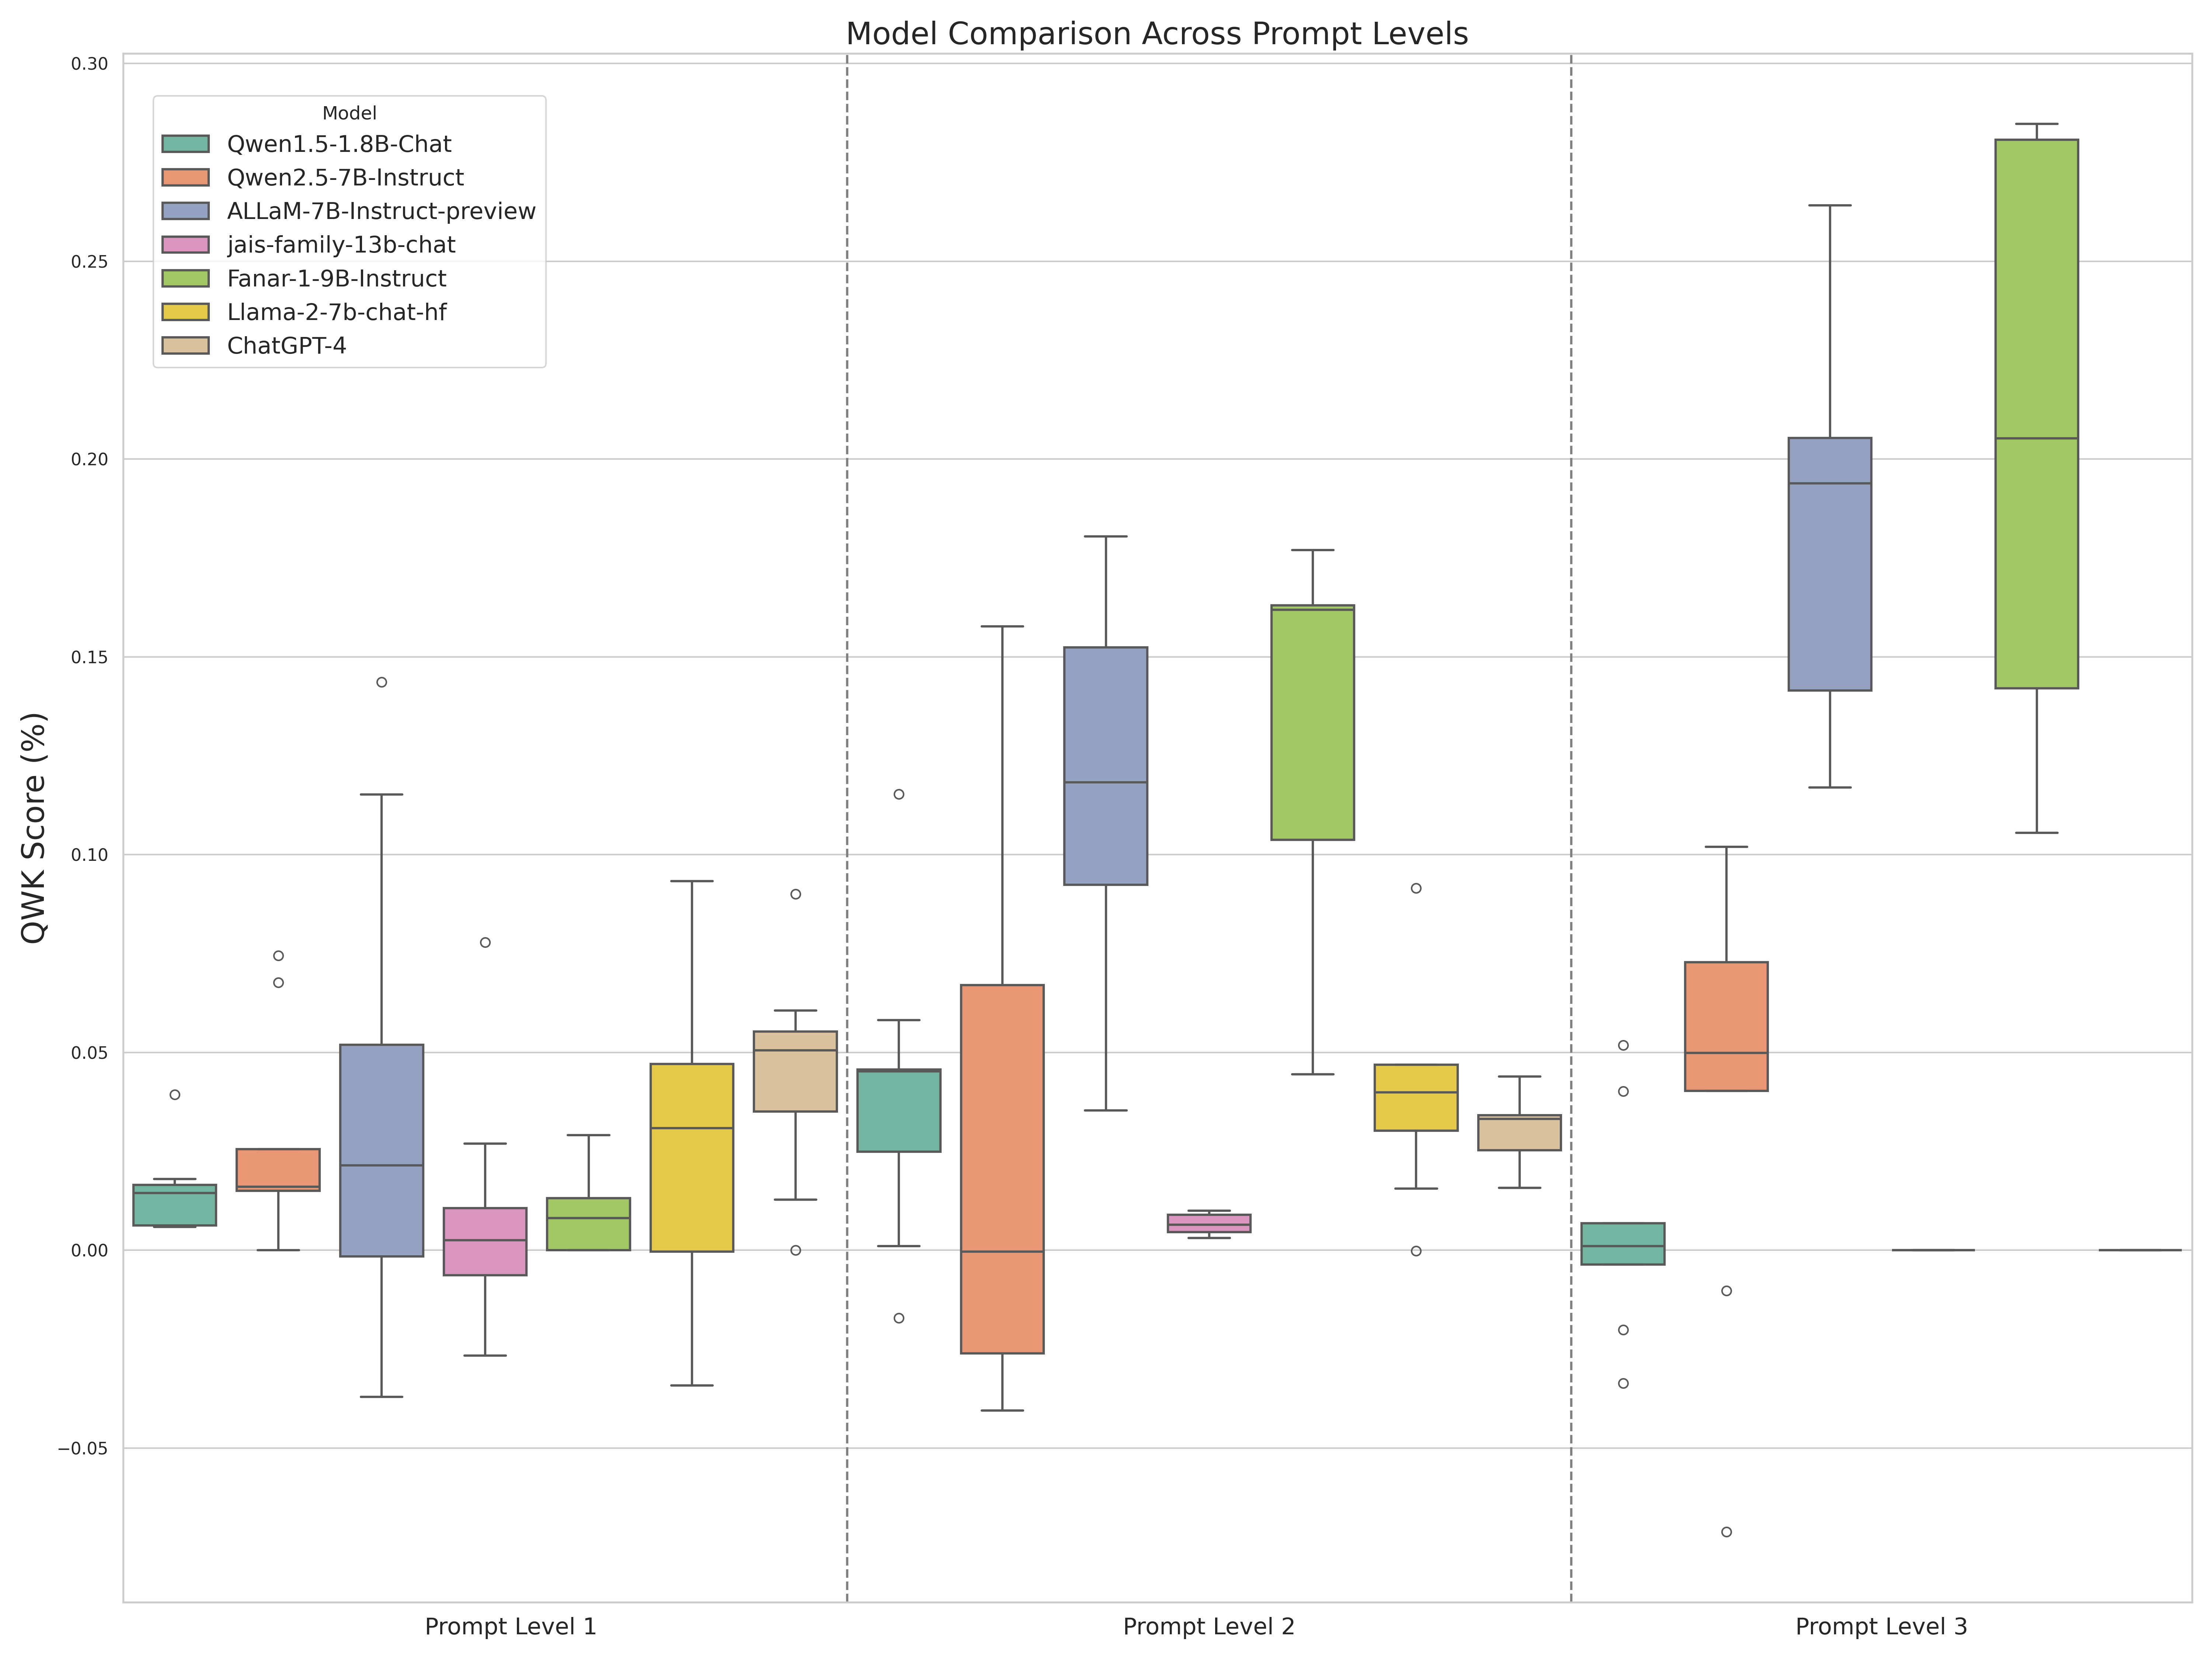 Model Comparison Across Prompt Levels
QWK Score (%)
0.30
0.25
0.20
0.15
0.10
0.05
0.00
−0.05
Model
Qwen1.5-1.8B-Chat
Qwen2.5-7B-Instruct
ALLaM-7B-Instruct-preview
jais-family-13b-chat
Fanar-1-9B-Instruct
Llama-2-7b-chat-hf
ChatGPT-4
Prompt Level 1
Prompt Level 2
Prompt Level 3